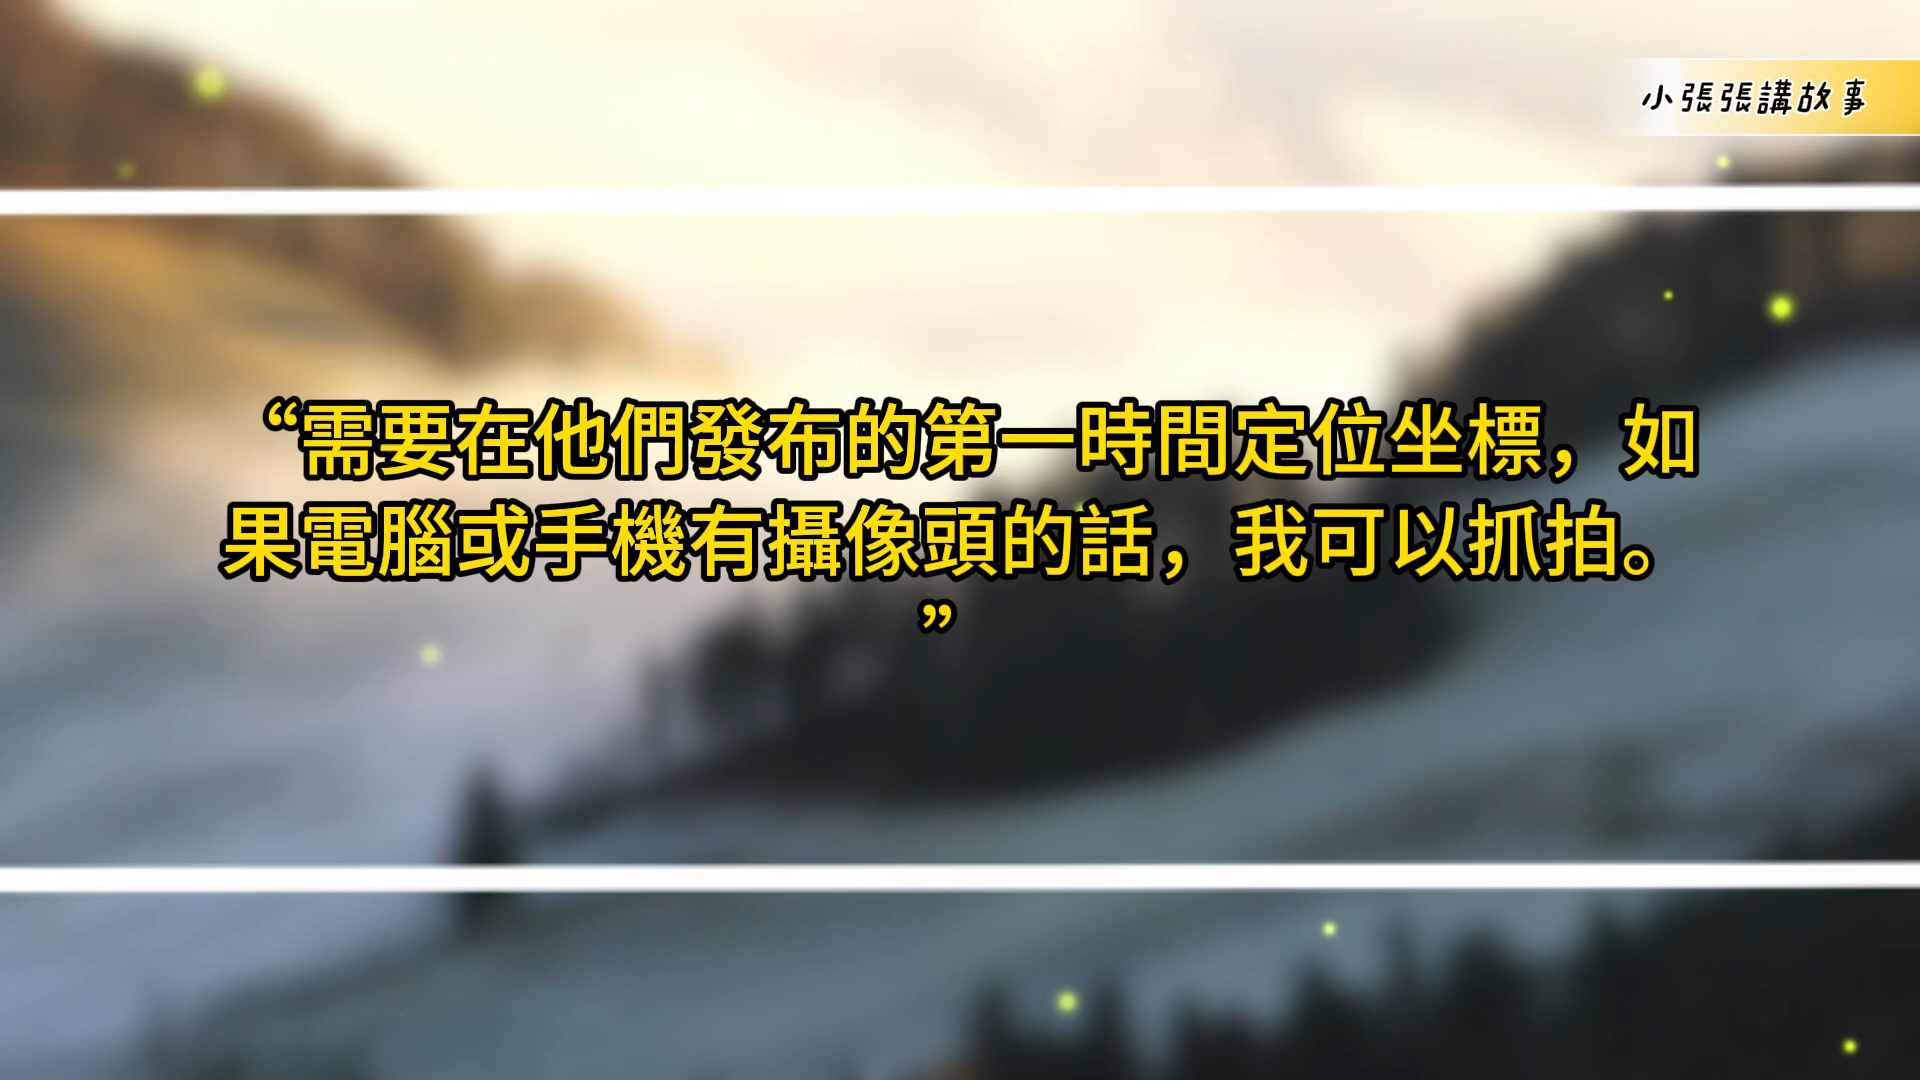 小張張講故事
“需要在他們發布的第一時間定位坐標，如
果電腦或手機有攝像頭的話，我可以抓拍。
”